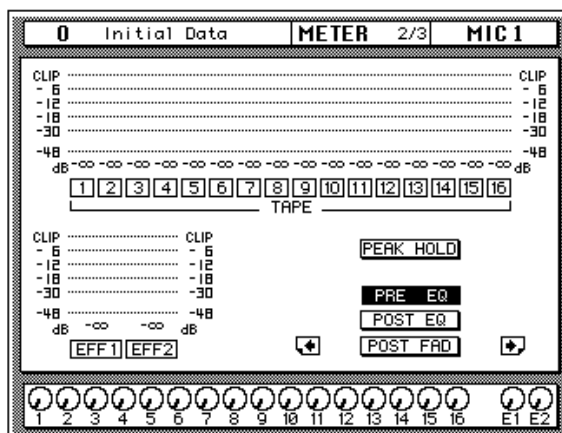 0 Initial Data METER 2/3 MIC 1
CLIP CLIP
- 6 - 6
-12 -12
-18 -18
-30 -30
-48 -48
dB -∞ -∞ -∞ -∞ -∞ -∞ -∞ -∞ -∞ -∞ -∞ -∞ -∞ -∞ -∞ -∞ dB
1 2 3 4 5 6 7 8 9 10 11 12 13 14 15 16
TAPE
CLIP CLIP
- 6 - 6
-12 -12
-18 -18
-30 -30
-48 -48
dB -∞ -∞ dB
EFF1 EFF2
PEAK HOLD
PRE EQ
POST EQ
POST FAD
1 2 3 4 5 6 7 8 9 10 11 12 13 14 15 16 E1 E2